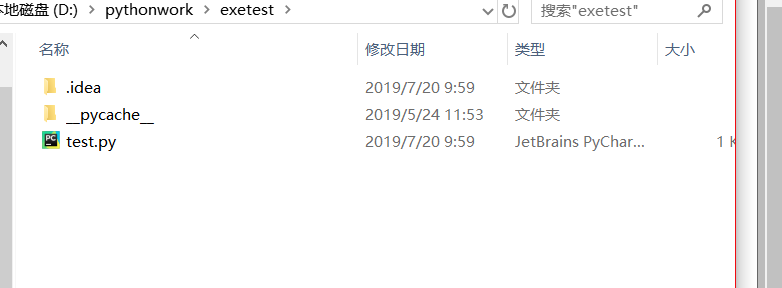 本地磁盘 (D:) > pythonwork > exetest >
搜索"exetest"
名称 修改日期 类型 大小
.idea 2019/7/20 9:59 文件夹
__pycache__ 2019/5/24 11:53 文件夹
test.py 2019/7/20 9:59 JetBrains PyChar... 1 K